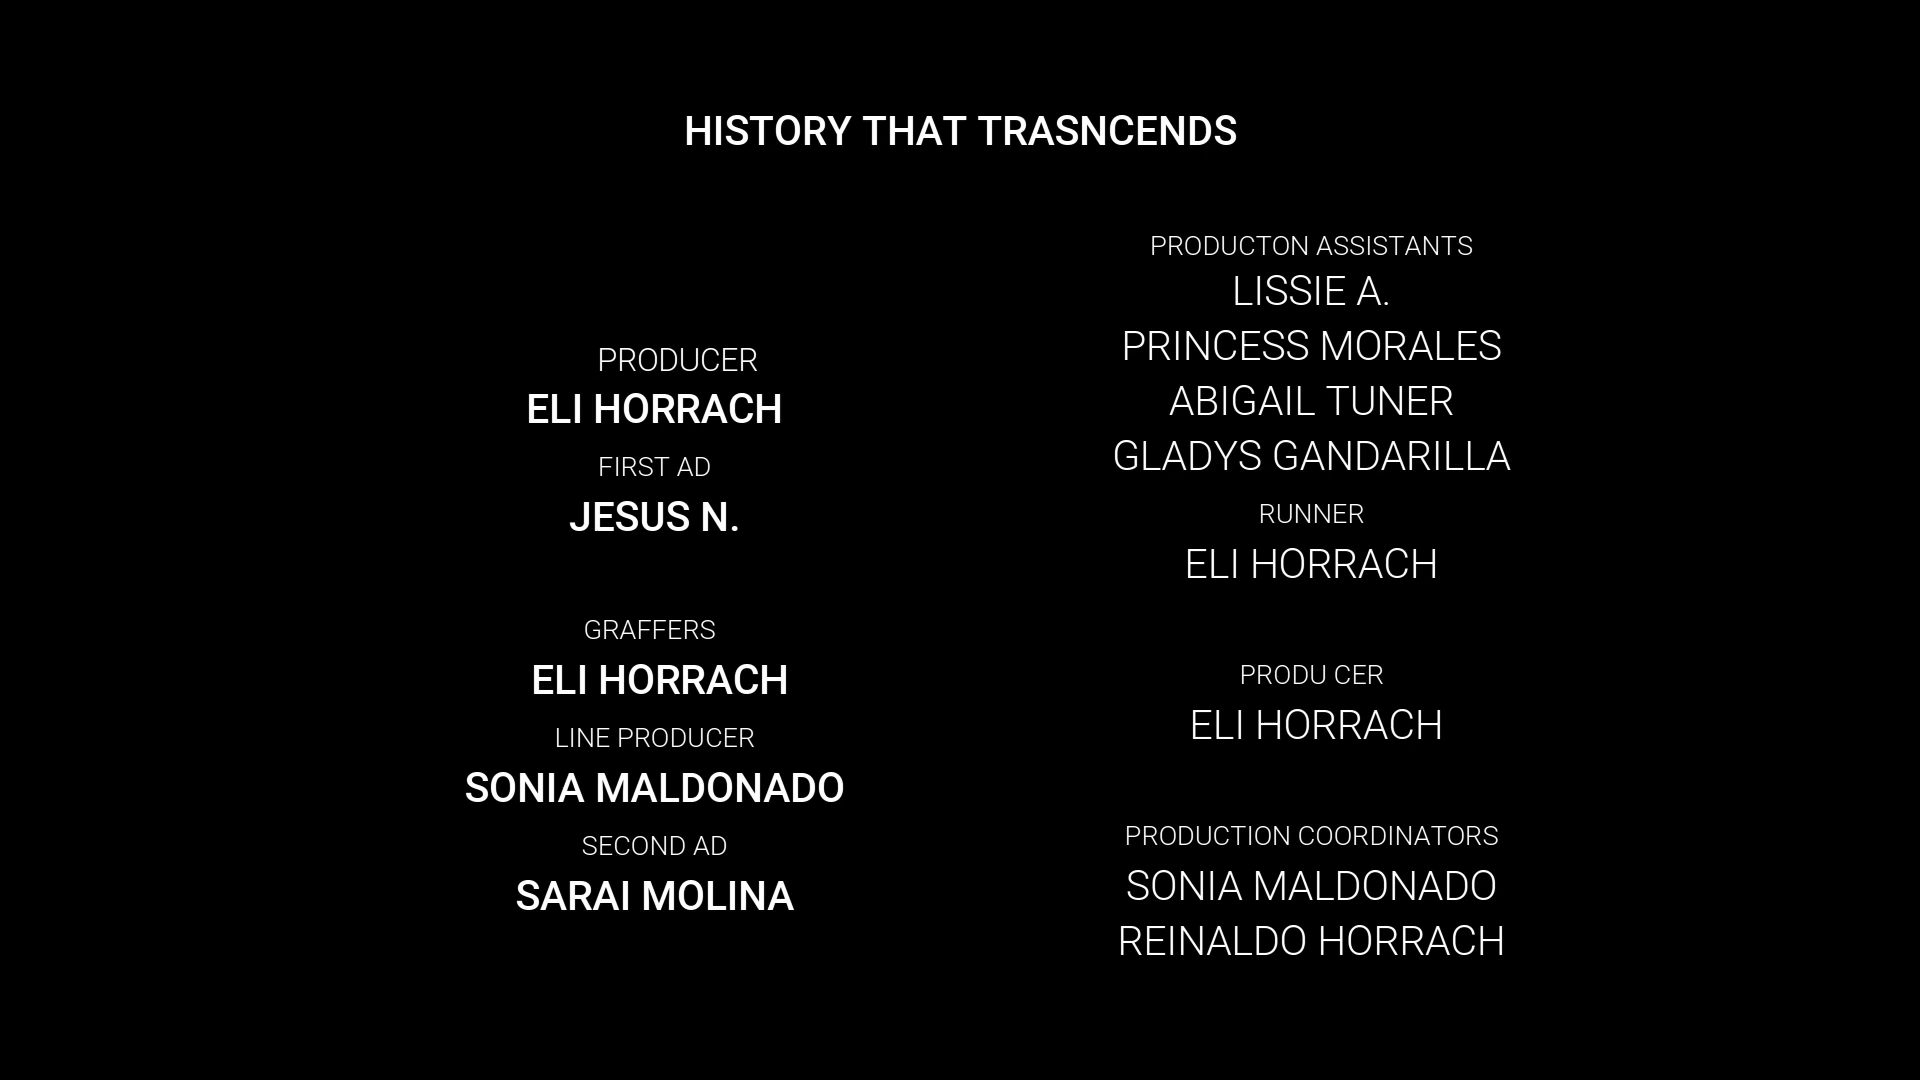 HISTORY THAT TRASNCENDS
PRODUCER
ELI HORRACH
FIRST AD
JESUS N.
GRAFFERS
ELI HORRACH
LINE PRODUCER
SONIA MALDONADO
SECOND AD
SARAI MOLINA
PRODUCTON ASSISTANTS
LISSIE A.
PRINCESS MORALES
ABIGAIL TUNER
GLADYS GANDARILLA
RUNNER
ELI HORRACH
PRODU CER
ELI HORRACH
PRODUCTION COORDINATORS
SONIA MALDONADO
REINALDO HORRACH